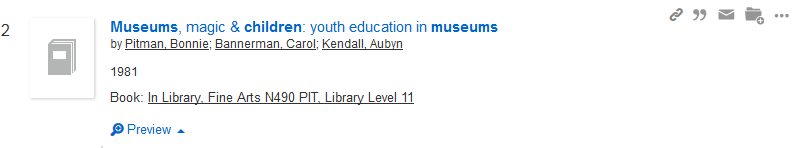 2
Museums, magic & children: youth education in museums
by Pitman, Bonnie; Bannerman, Carol; Kendall, Aubyn
1981
Book: In Library, Fine Arts N490 PIT, Library Level 11
Preview